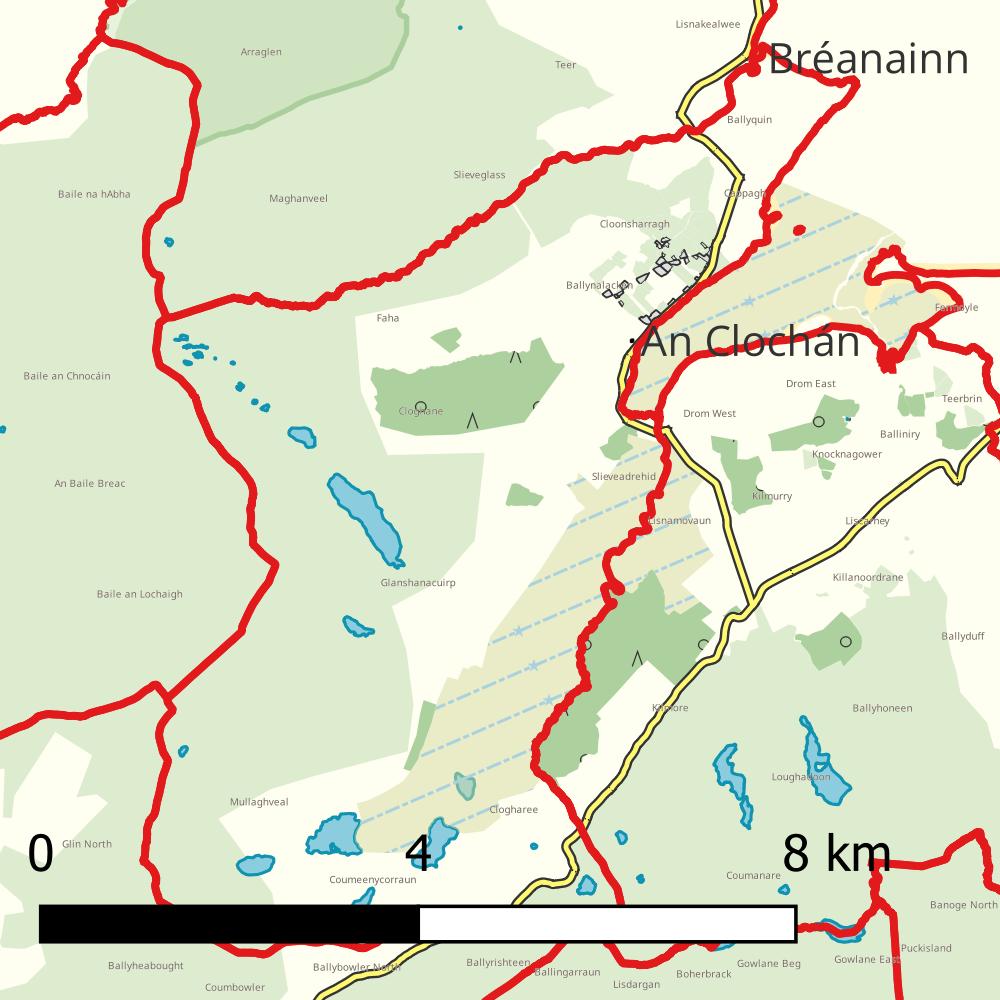 Lisnakealwee
Arraglen
Bréanainn
Teer
Ballyquin
Slieveglass
Baile na hAbha
Maghanveel
Cappagh
Cloonsharragh
Ballynalacken
Fermoyle
Faha
An Clochán
Baile an Chnocáin
Drom East
Teerbrin
Cloghane
Drom West
Balliniry
Knocknagower
Slieveadrehid
An Baile Breac
Kilmurry
Lisnamovaun
Liscarney
Glanshanacuirp
Killanoordrane
Baile an Lochaigh
Ballyduff
Kilmore
Ballyhoneen
Loughadoon
Mullaghveal
Clogharee
Glin North
0 4 8 km
Coumeenycorraun
Coumanare
Banoge North
Puckisland
Ballyheabought
Ballybowler North
Ballyrishteen
Gowlane Beg
Gowlane East
Ballingarraun
Boherbrack
Coumbowler
Lisdargan